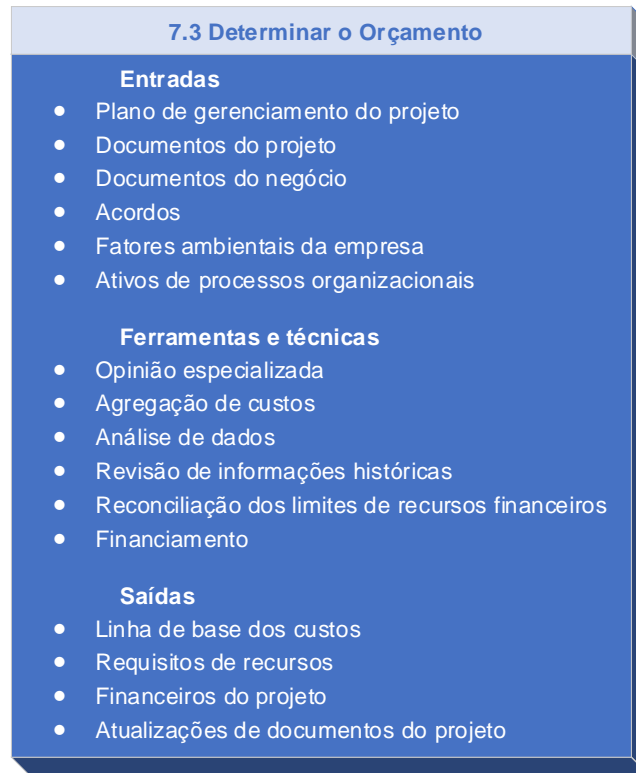 7.3 Determinar o Orçamento
Entradas
• Plano de gerenciamento do projeto
• Documentos do projeto
• Documentos do negócio
• Acordos
• Fatores ambientais da empresa
• Ativos de processos organizacionais
Ferramentas e técnicas
• Opinião especializada
• Agregação de custos
• Análise de dados
• Revisão de informações históricas
• Reconciliação dos limites de recursos financeiros
• Financiamento
Saídas
• Linha de base dos custos
• Requisitos de recursos
• Financeiros do projeto
• Atualizações de documentos do projeto